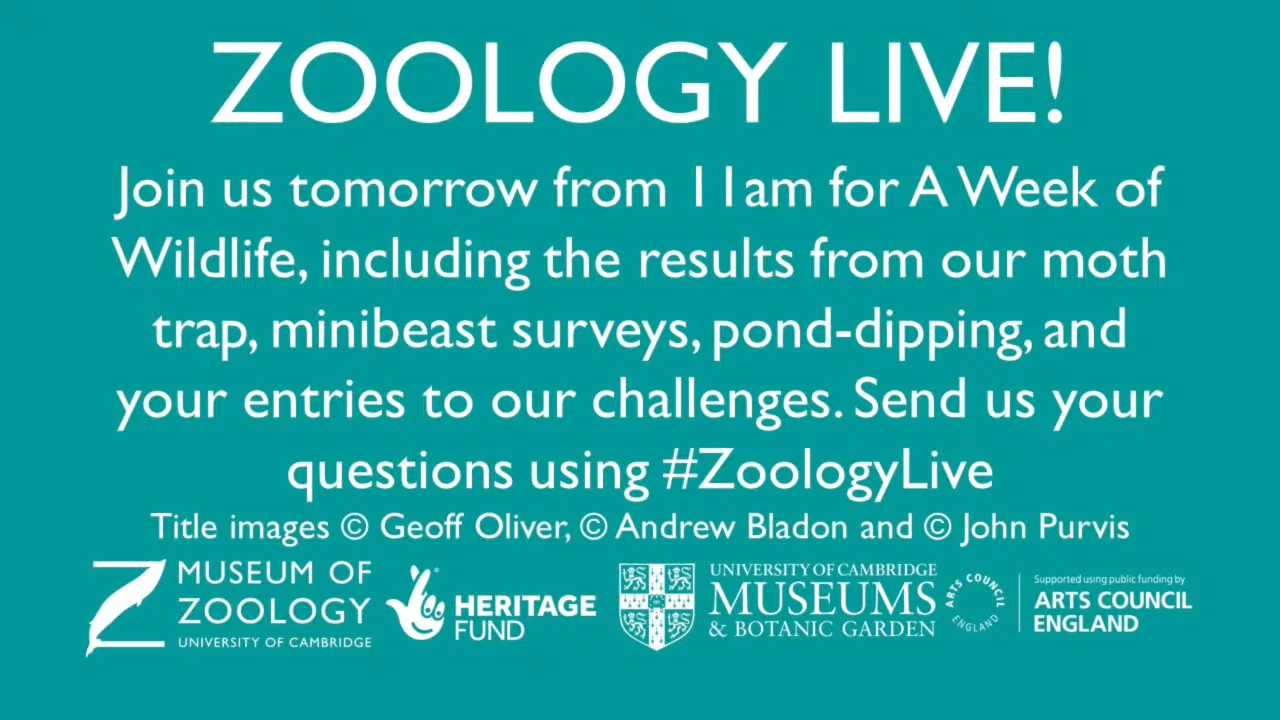 ZOOLOGY LIVE!
Join us tomorrow from 11am for A Week of
Wildlife, including the results from our moth
trap, minibeast surveys, pond-dipping, and
your entries to our challenges. Send us your
questions using #ZoologyLive
Title images © Geoff Oliver, © Andrew Bladon and © John Purvis
MUSEUM OF
ZOOLOGY
UNIVERSITY OF CAMBRIDGE
HERITAGE
FUND
UNIVERSITY OF CAMBRIDGE
MUSEUMS
& BOTANIC GARDEN
ARTS COUNCIL
ENGLAND
Supported using public funding by
ARTS COUNCIL
ENGLAND